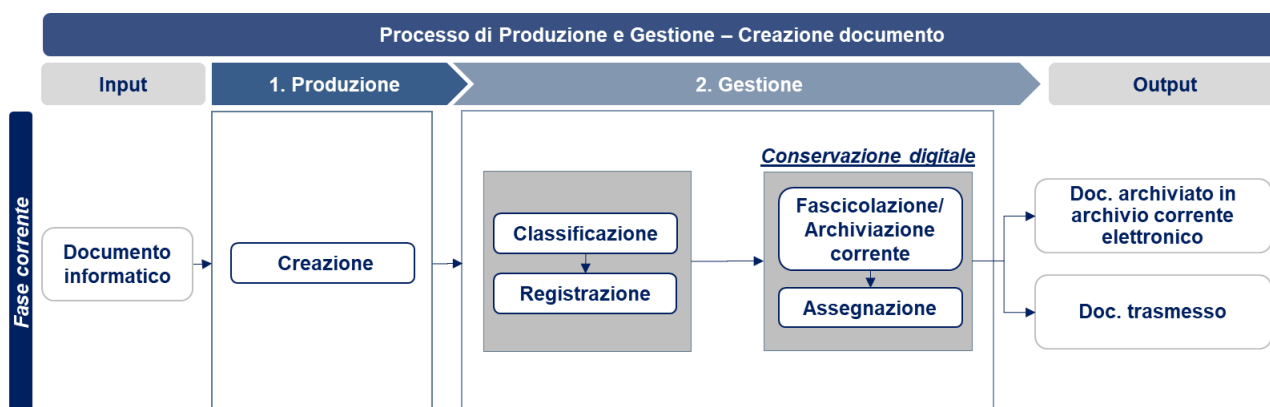 Processo di Produzione e Gestione – Creazione documento
Input
1. Produzione
2. Gestione
Output
Fase corrente
Documento
informatico
Creazione
Classificazione
Registrazione
Conservazione digitale
Fascicolazione/
Archiviazione
corrente
Assegnazione
Doc. archiviato in
archivio corrente
elettronico
Doc. trasmesso